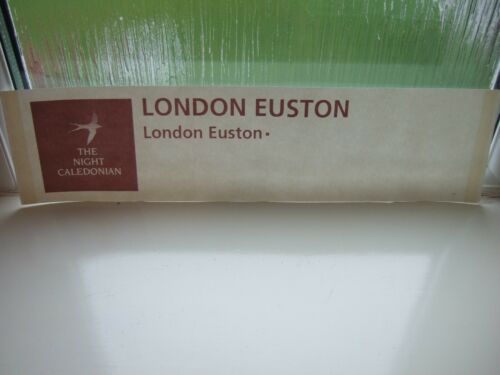 LONDON EUSTON
London Euston•
THE
NIGHT
CALEDONIAN